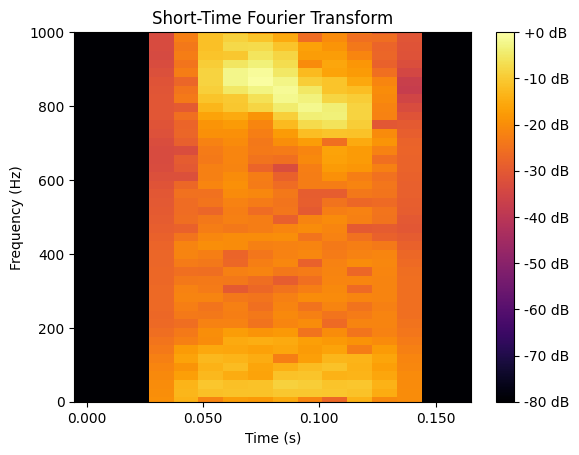 Short-Time Fourier Transform
1000
800
600
400
200
0
Frequency (Hz)
0.000
0.050
0.100
0.150
Time (s)
+0 dB
-10 dB
-20 dB
-30 dB
-40 dB
-50 dB
-60 dB
-70 dB
-80 dB